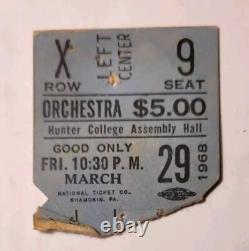 X
ROW
LEFT
CENTER
9
SEAT
ORCHESTRA $5.00
Hunter College Assembly Hall
GOOD ONLY
FRI. 10:30 P.M.
MARCH
29
1968
NATIONAL TICKET CO.
SHAMOKIN, PA.